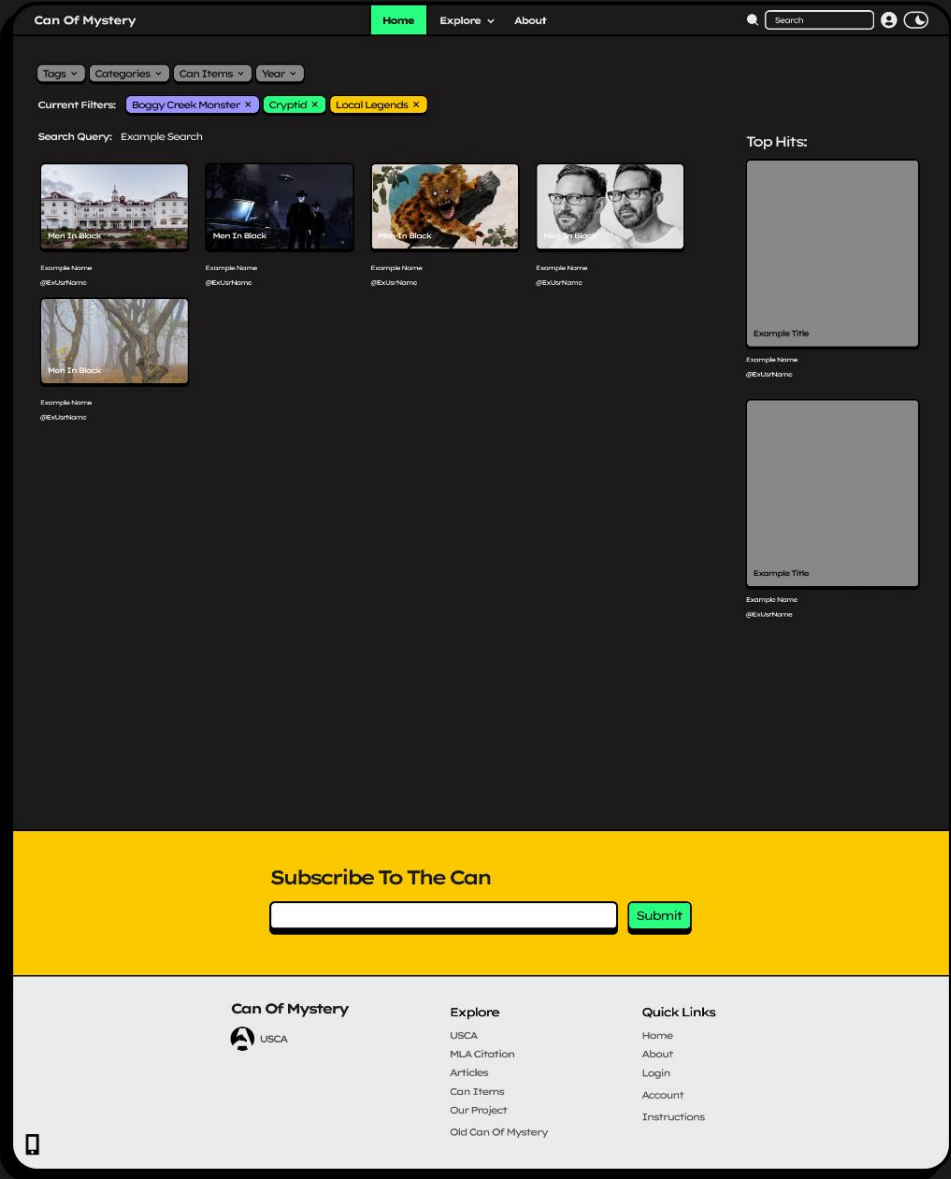 Can Of Mystery
Home
Explore
About
Search
Tags
Categories
Can Items
Year
Current Filters:
Boggy Creek Monster ×
Cryptid ×
Local Legends ×
Search Query: Example Search
Men In Black
Example Name
@ExUsrName
Men In Black
Example Name
@ExUsrName
Men In Black
Example Name
@ExUsrName
Men In Black
Example Name
@ExUsrName
Men In Black
Example Name
@ExUsrName
Top Hits:
Example Title
Example Name
@ExUsrName
Example Title
Example Name
@ExUsrName
Subscribe To The Can
Submit
Can Of Mystery
USCA
Explore
USCA
MLA Citation
Articles
Can Items
Our Project
Old Can Of Mystery
Quick Links
Home
About
Login
Account
Instructions